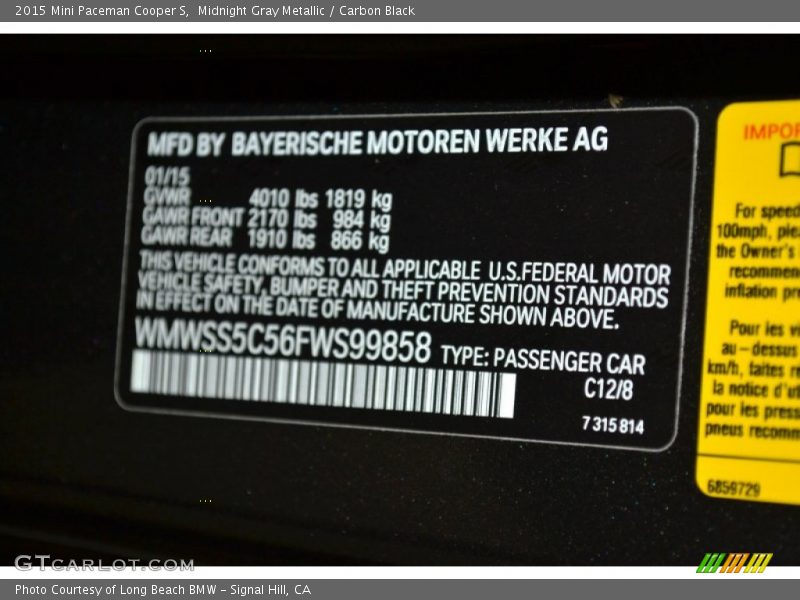 2015 Mini Paceman Cooper S, Midnight Gray Metallic / Carbon Black
MFD BY BAYERISCHE MOTOREN WERKE AG
01/15
GVWR 4010 lbs 1819 kg
GAWR FRONT 2170 lbs 984 kg
GAWR REAR 1910 lbs 866 kg
THIS VEHICLE CONFORMS TO ALL APPLICABLE U.S.FEDERAL MOTOR
VEHICLE SAFETY, BUMPER AND THEFT PREVENTION STANDARDS
IN EFFECT ON THE DATE OF MANUFACTURE SHOWN ABOVE.
WMWSS5C56FWS99858 TYPE: PASSENGER CAR
C12/8
7 315 814
IMPOR
For speed
100mph, plea
the Owner's
recommen
inflation pre
Pour les vi
au-dessus
km/h, faites re
la notice d'ut
pour les press
pneus recomm
6859729
GTCARLOT.COM
Photo Courtesy of Long Beach BMW - Signal Hill, CA